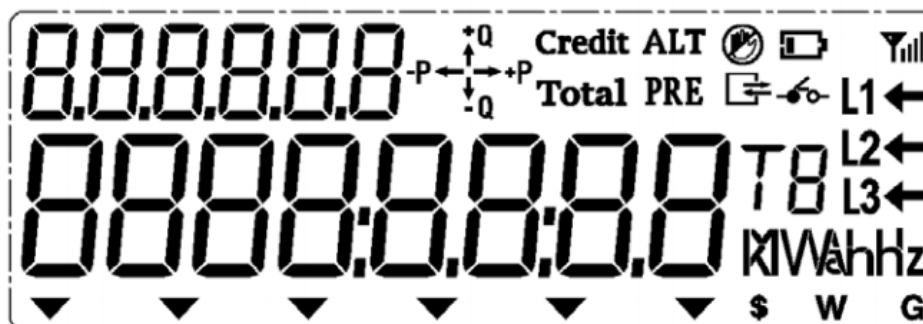 8.8.8.8.8.8 +Q Credit ALT
-P +P
-Q Total PRE L1
8888:8.8:8.8 T8 L2
L3
KMWAhhz
$ W G